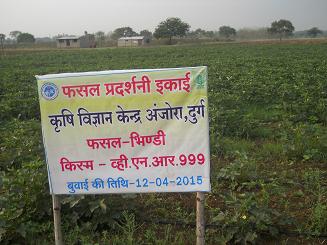 फसल प्रदर्शनी इकाई
कृषि विज्ञान केन्द्र अंजोरा,दुर्ग
फसल-भिण्डी
किस्म - व्ही.एन.आर.999
बुवाई की तिथि-12-04-2015